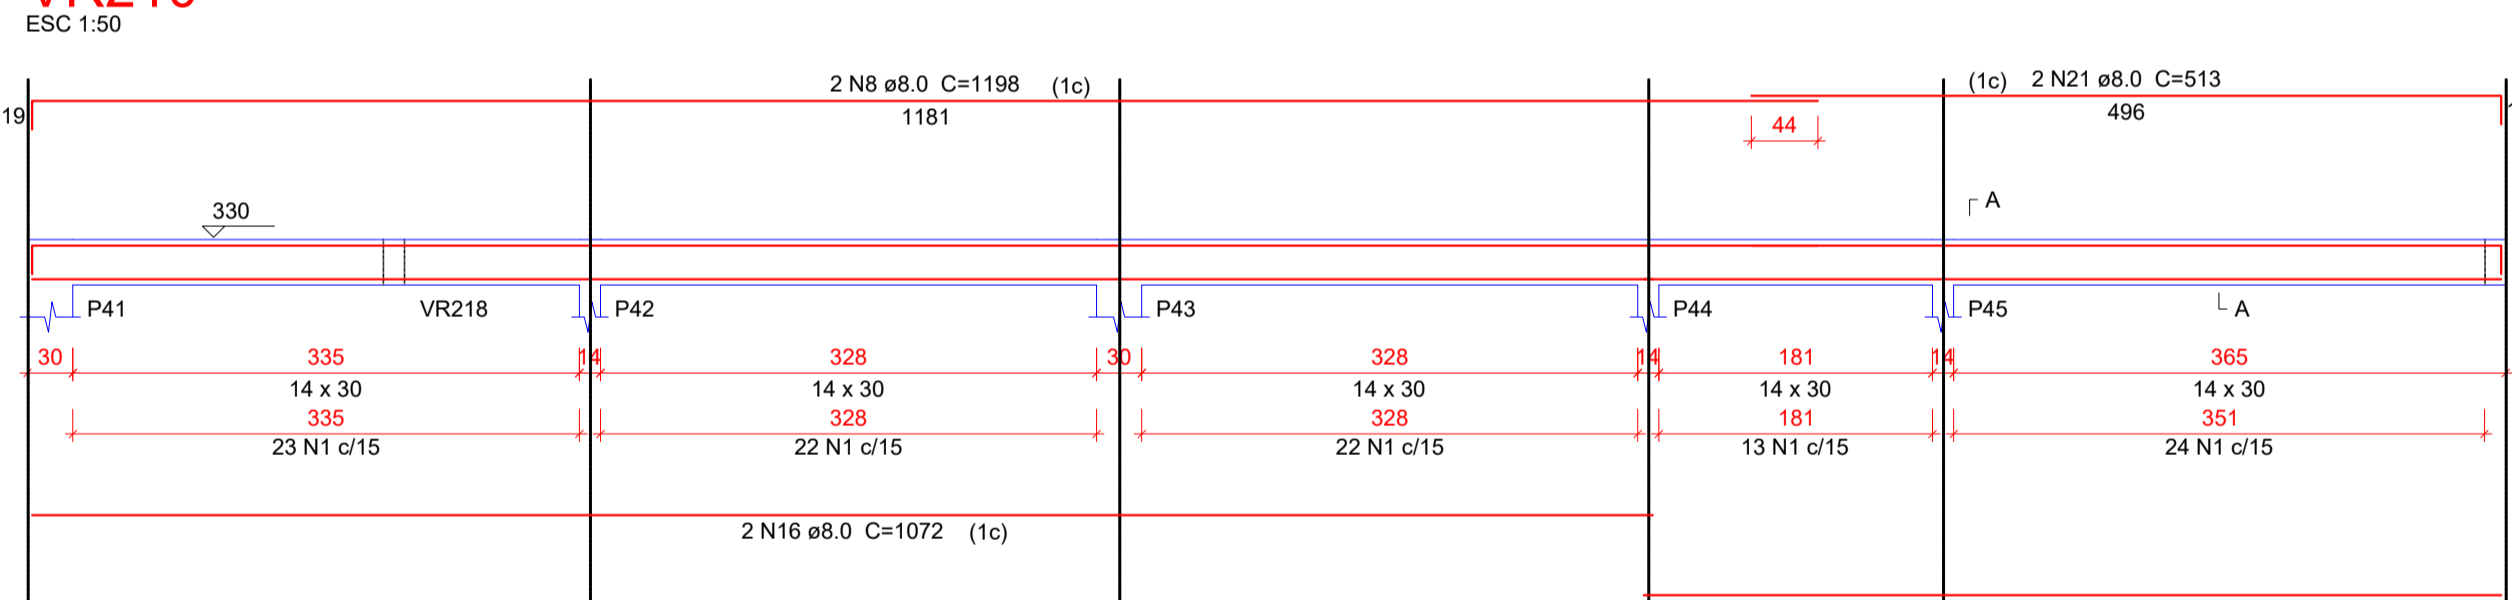 ESC 1:50
2 N8 ø8.0 C=1198 (1c)
(1c) 2 N21 ø8.0 C=513
19
1181
496
44
330
A
P41
VR218
P42
P43
P44
P45
A
30 335 14 328 30 328 14 181 14 365
14 x 30 14 x 30 14 x 30 14 x 30 14 x 30
335 328 328 181 351
23 N1 c/15 22 N1 c/15 22 N1 c/15 13 N1 c/15 24 N1 c/15
2 N16 ø8.0 C=1072 (1c)